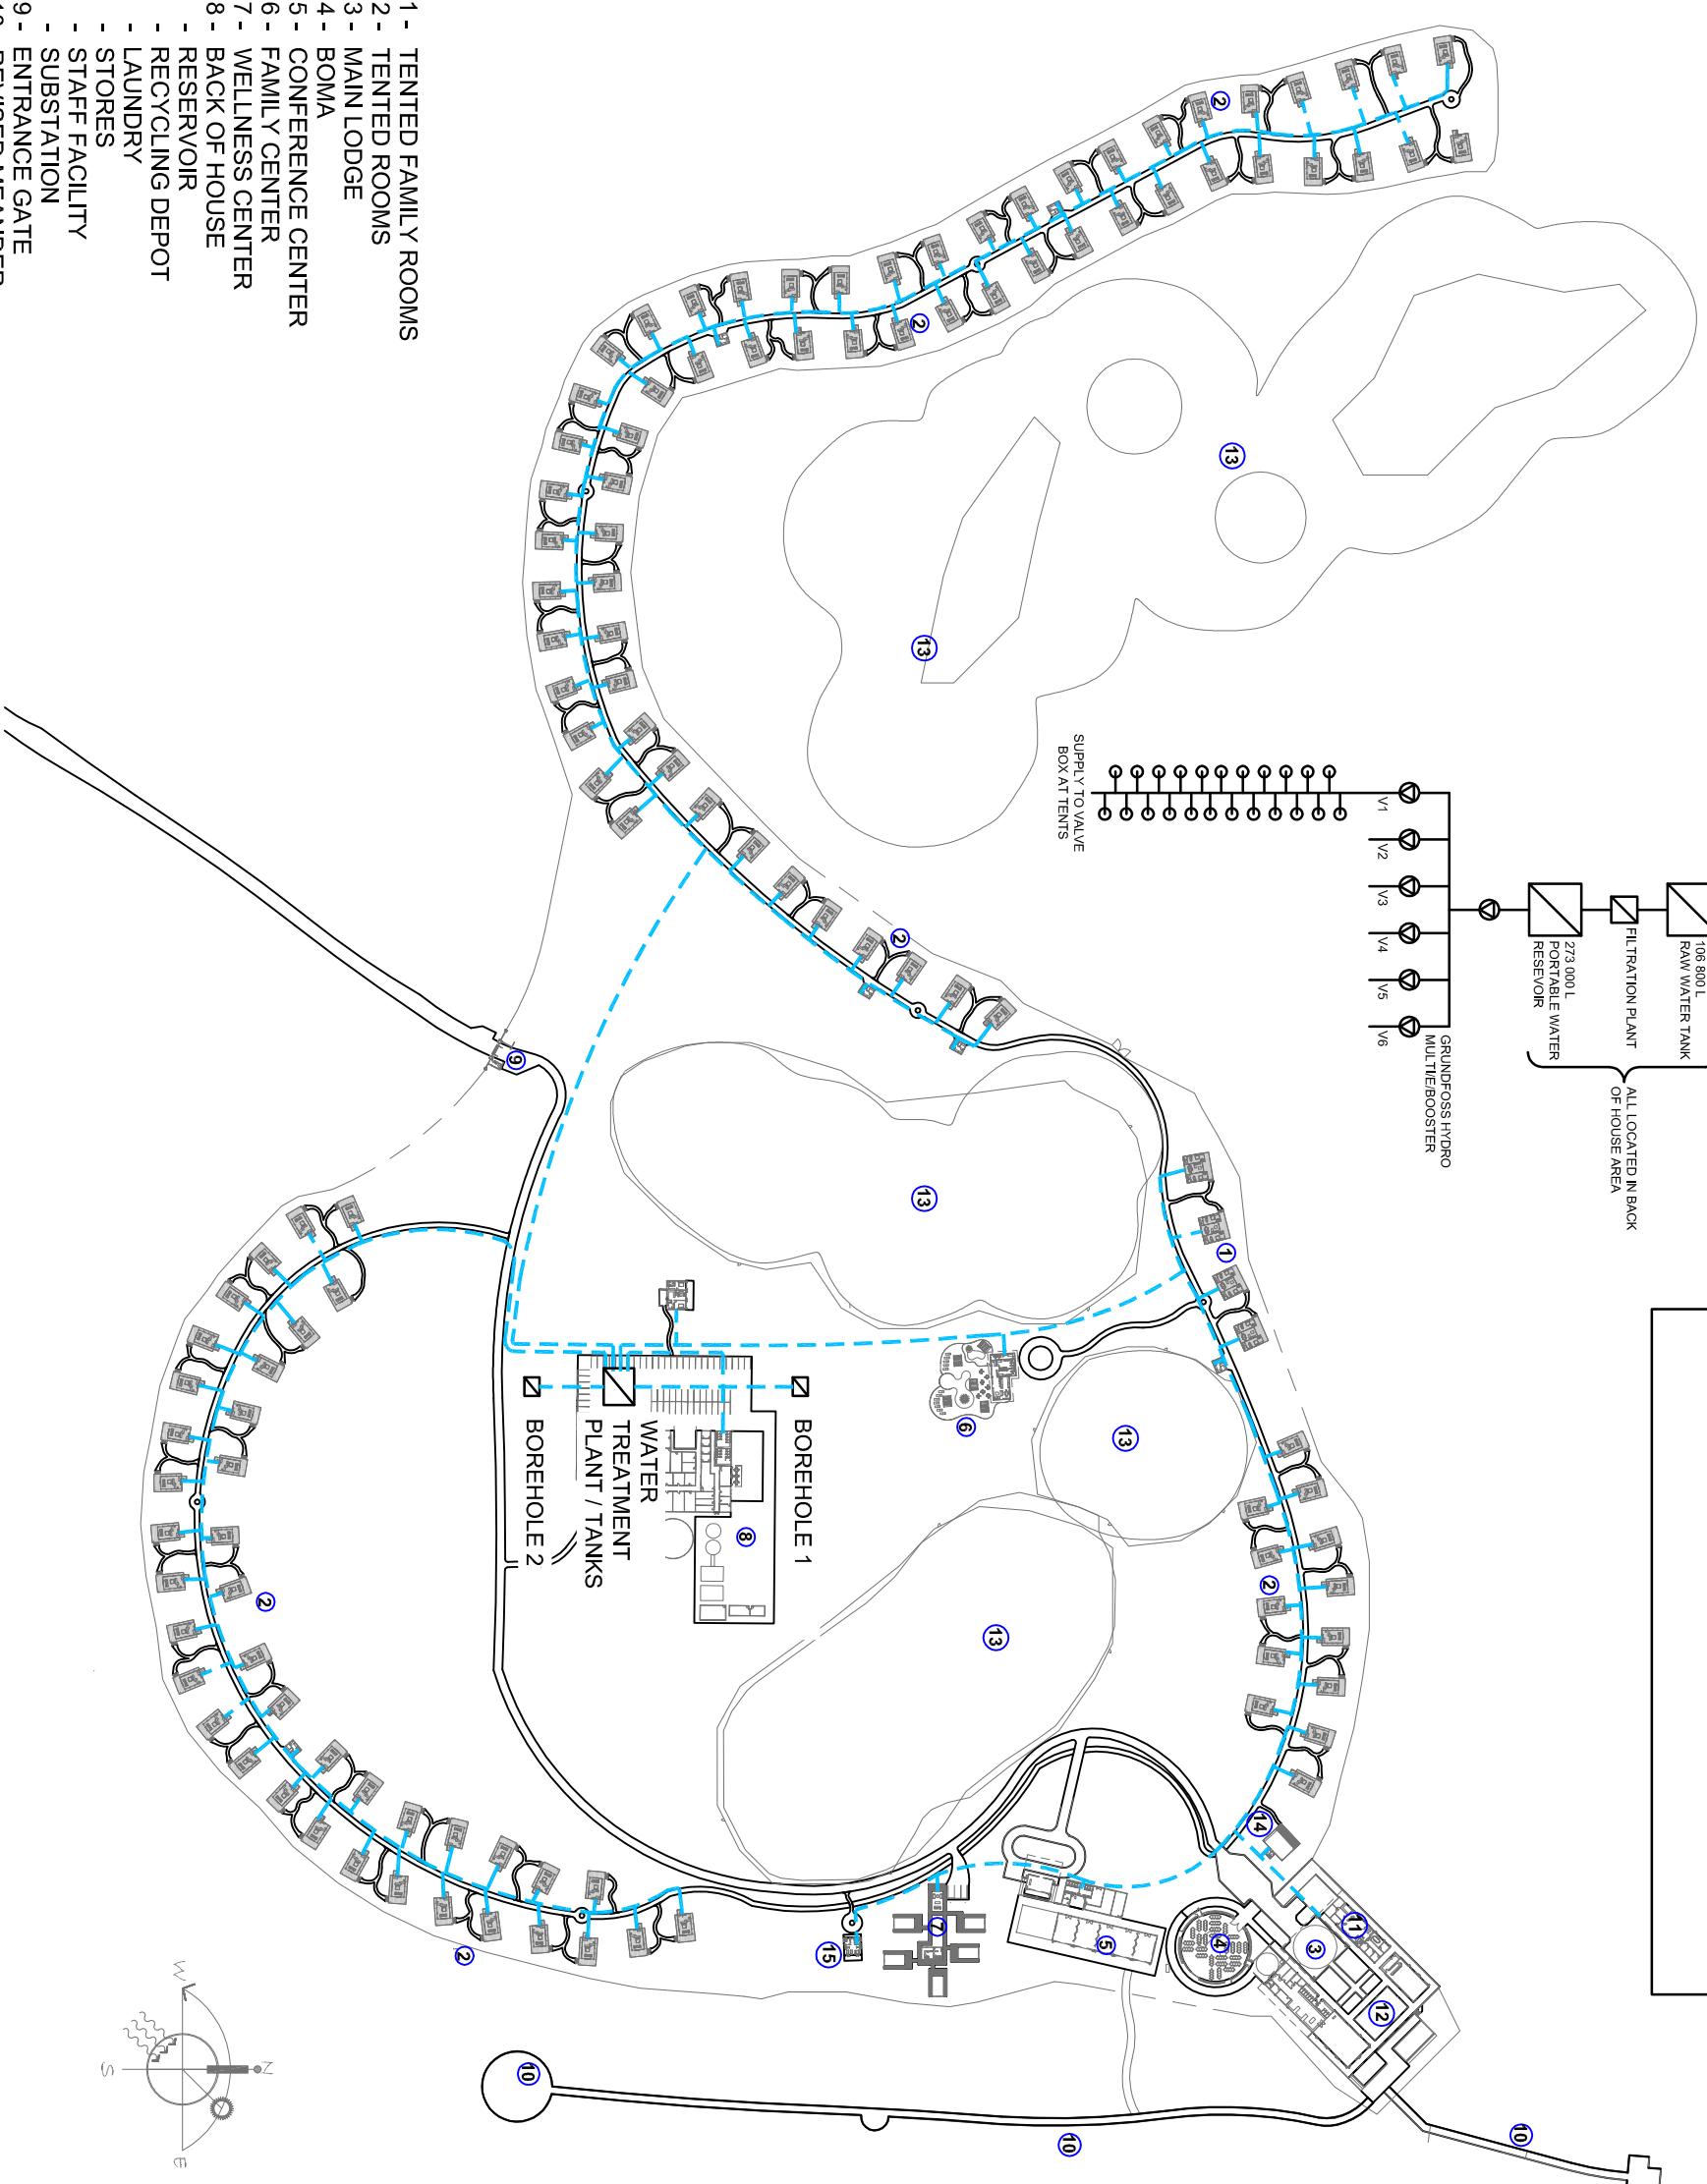 1 - TENTED FAMILY ROOMS
2 - TENTED ROOMS
3 - MAIN LODGE
4 - BOMA
5 - CONFERENCE CENTER
6 - FAMILY CENTER
7 - WELLNESS CENTER
8 - BACK OF HOUSE
- RESERVOIR
- RECYCLING DEPOT
- LAUNDRY
- STORES
- STAFF FACILITY
- SUBSTATION
9 - ENTRANCE GATE
106 800 L
RAW WATER TANK
FILTRATION PLANT
273 000 L
PORTABLE WATER
RESEVOIR
ALL LOCATED IN BACK
OF HOUSE AREA
GRUNDFOSS HYDRO
MULTI/E/BOOSTER
V1
V2
V3
V4
V5
V6
SUPPLY TO VALVE
BOX AT TENTS
BOREHOLE 1
WATER
TREATMENT
PLANT / TANKS
BOREHOLE 2
2
2
13
13
2
9
13
1
6
13
8
13
2
2
2
14
11
3
12
4
5
7
15
10
10
10
W
N
S
E